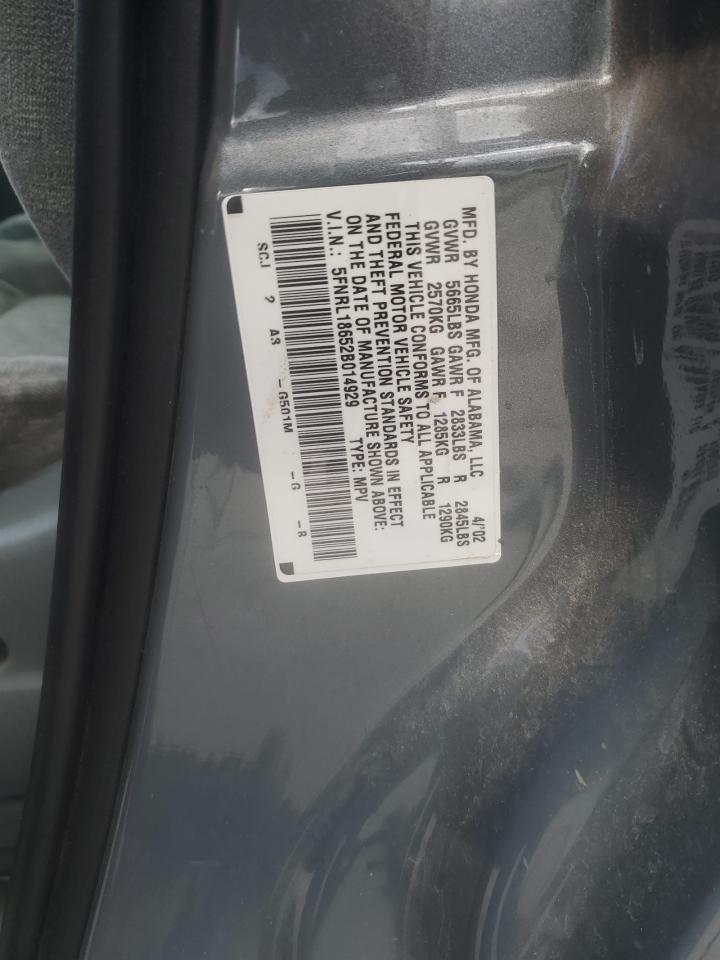 MFD. BY HONDA MFG. OF ALABAMA, LLC 4/'02
GVWR 5665LBS GAWR F 2833LBS R 2845LBS
GVWR 2570KG GAWR F 1285KG R 1290KG
THIS VEHICLE CONFORMS TO ALL APPLICABLE
FEDERAL MOTOR VEHICLE SAFETY
AND THEFT PREVENTION STANDARDS IN EFFECT
ON THE DATE OF MANUFACTURE SHOWN ABOVE:
V.I.N.: 5FNRL18652B014929 TYPE: MPV
SCJ 2 A3 -G501M -G -B